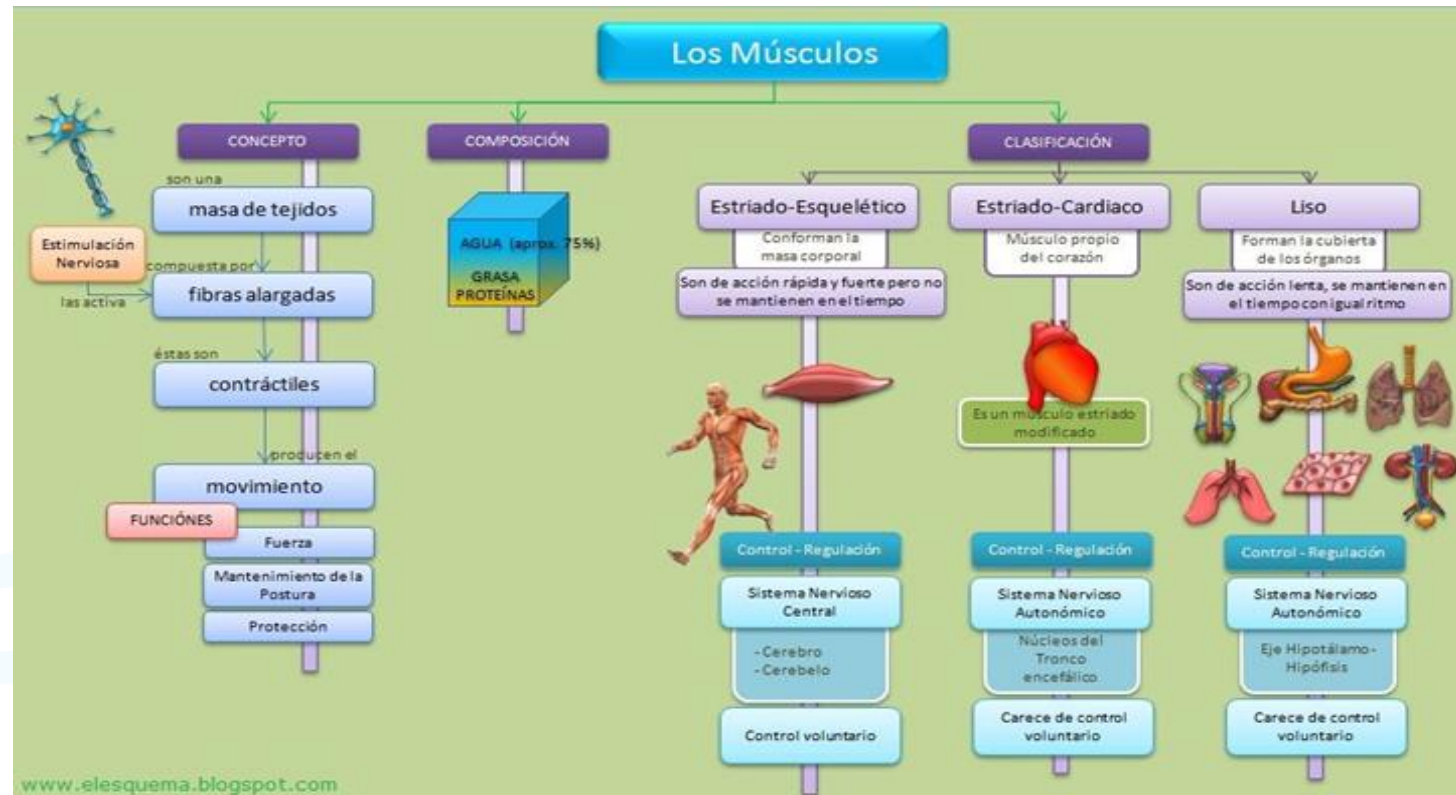 Los Músculos
CONCEPTO
son una
masa de tejidos
Estimulación
Nerviosa
compuesta por
las activa
fibras alargadas
éstas son
contráctiles
producen el
movimiento
FUNCIÓNES
Fuerza
Mantenimiento de la
Postura
Protección
COMPOSICIÓN
AGUA (aprox. 75%)
GRASA
PROTEÍNAS
CLASIFICACIÓN
Estriado-Esquelético
Conforman la
masa corporal
Son de acción rápida y fuerte pero no
se mantienen en el tiempo
Control - Regulación
Sistema Nervioso
Central
- Cerebro
- Cerebelo
Control voluntario
Estriado-Cardiaco
Músculo propio
del corazón
Es un músculo estriado
modificado
Control - Regulación
Sistema Nervioso
Autonómico
Núcleos del
Tronco
encefálico
Carece de control
voluntario
Liso
Forman la cubierta
de los órganos
Son de acción lenta, se mantienen en
el tiempo con igual ritmo
Control - Regulación
Sistema Nervioso
Autonómico
Eje Hipotálamo-
Hipófisis
Carece de control
voluntario
www.elesquema.blogspot.com